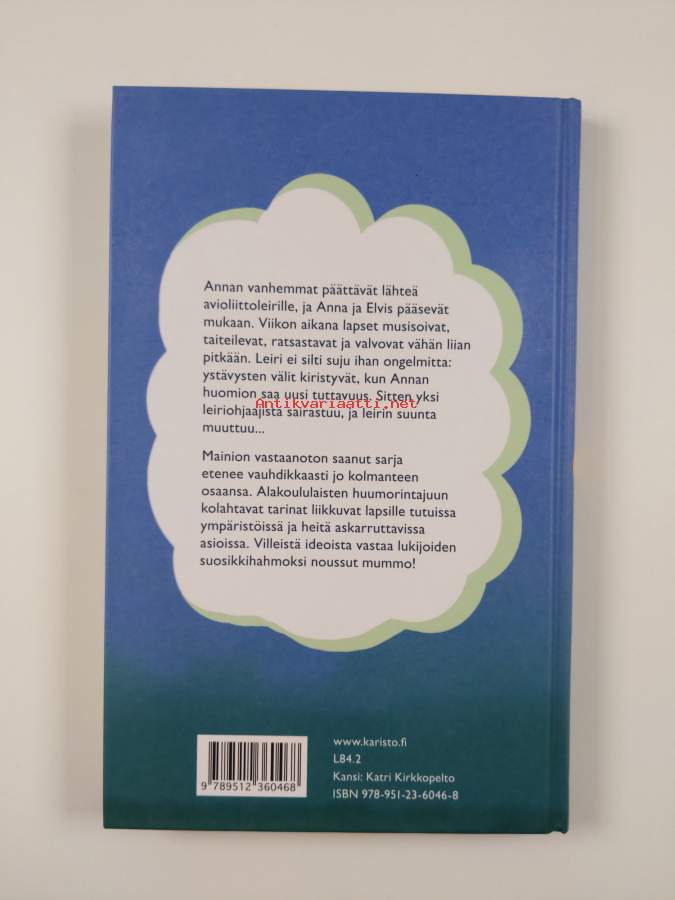 Annan vanhemmat päättävät lähteä
avioliittoleirille, ja Anna ja Elvis pääsevät
mukaan. Viikon aikana lapset musisoivat,
taiteilevat, ratsastavat ja valvovat vähän liian
pitkään. Leiri ei silti suju ihan ongelmitta:
ystävysten välit kiristyvät, kun Annan
huomion saa uusi tuttavuus. Sitten yksi
Antikvariaatti.net
leiriohjaajista sairastuu, ja leirin suunta
muuttuu...
Mainion vastaanoton saanut sarja
etenee vauhdikkaasti jo kolmanteen
osaansa. Alakoululaisten huumorintajuun
kolahtavat tarinat liikkuvat lapsille tutuissa
ympäristöissä ja heitä askarruttavissa
asioissa. Villeistä ideoista vastaa lukijoiden
suosikkihahmoksi noussut mummo!
9 789512 360468
www.karisto.fi
L84.2
Kansi: Katri Kirkkopelto
ISBN 978-951-23-6046-8